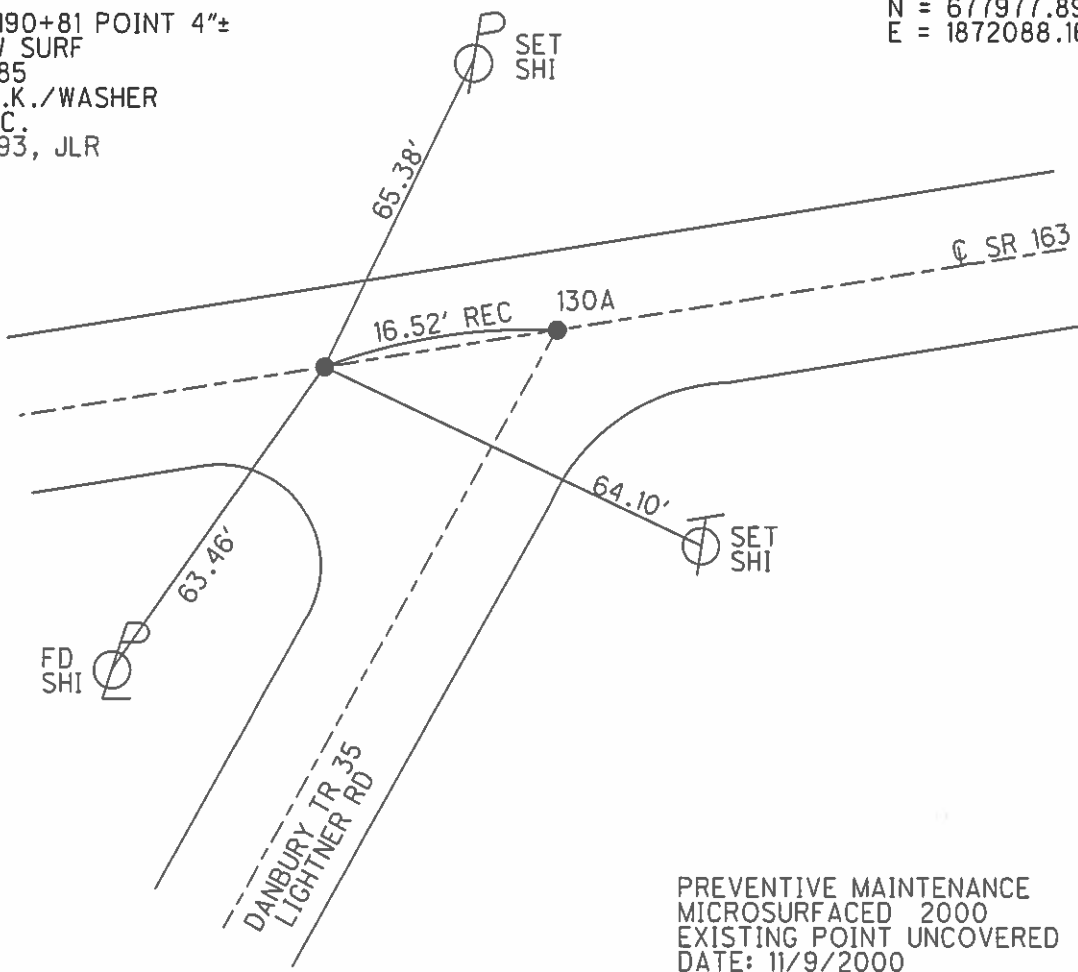 190+81 POINT 4"±
SURF
85
.K./WASHER
C.
93, JLR
N = 677977.89
E = 1872088.16
SET
SHI
65.38'
℄ SR 163
130A
16.52' REC
64.10'
SET
SHI
63.46'
FD
SHI
DANBURY TR 35
LIGHTNER RD
PREVENTIVE MAINTENANCE
MICROSURFACED 2000
EXISTING POINT UNCOVERED
DATE: 11/9/2000